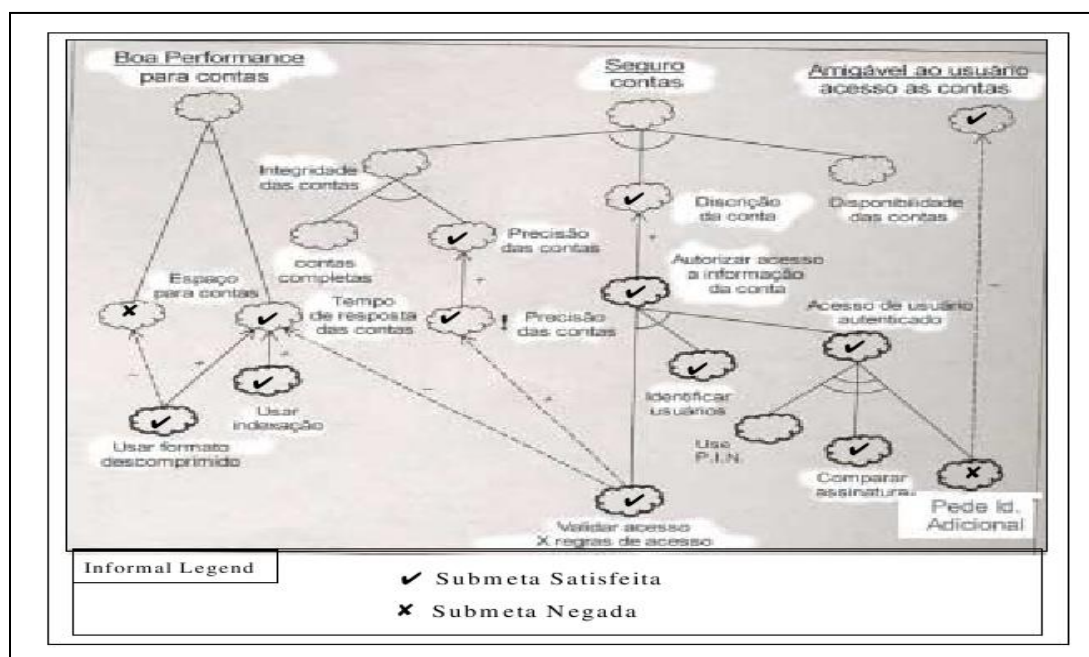 Boa Performance
para contas
Seguro
contas
Amigável ao usuário
acesso as contas
Integridade
das contas
Discrição
da conta
Disponibilidade
das contas
contas
completas
Precisão
das contas
Autorizar acesso
a informação
da conta
Espaço
para contas
Tempo
de resposta
das contas
! Precisão
das contas
Acesso de usuário
autenticado
+
+
+
+
+
-
-
-
Usar
indexação
Identificar
usuários
Usar formato
descomprimido
Use
P.I.N.
Comparar
assinatura
Pede Id.
Adicional
Validar acesso
X regras de acesso
Informal Legend
✔ Submeta Satisfeita
✘ Submeta Negada